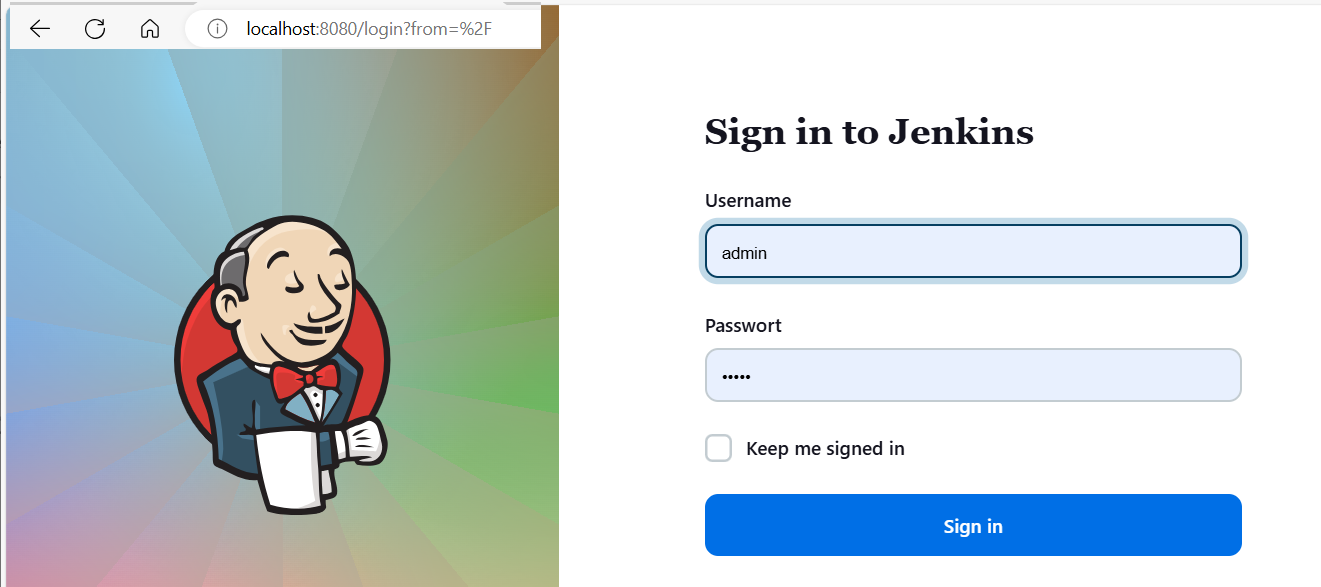 localhost:8080/login?from=%2F
Sign in to Jenkins
Username
admin
Passwort
•••••
Keep me signed in
Sign in